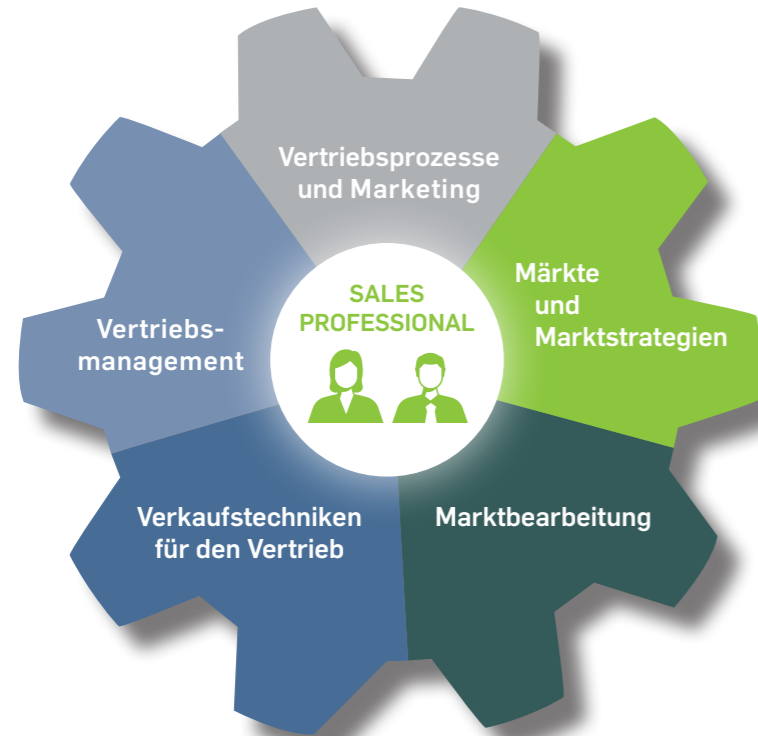 Vertriebsprozesse
und Marketing
Märkte
und
Marktstrategien
SALES
PROFESSIONAL
Vertriebs-
management
Verkaufstechniken
für den Vertrieb
Marktbearbeitung